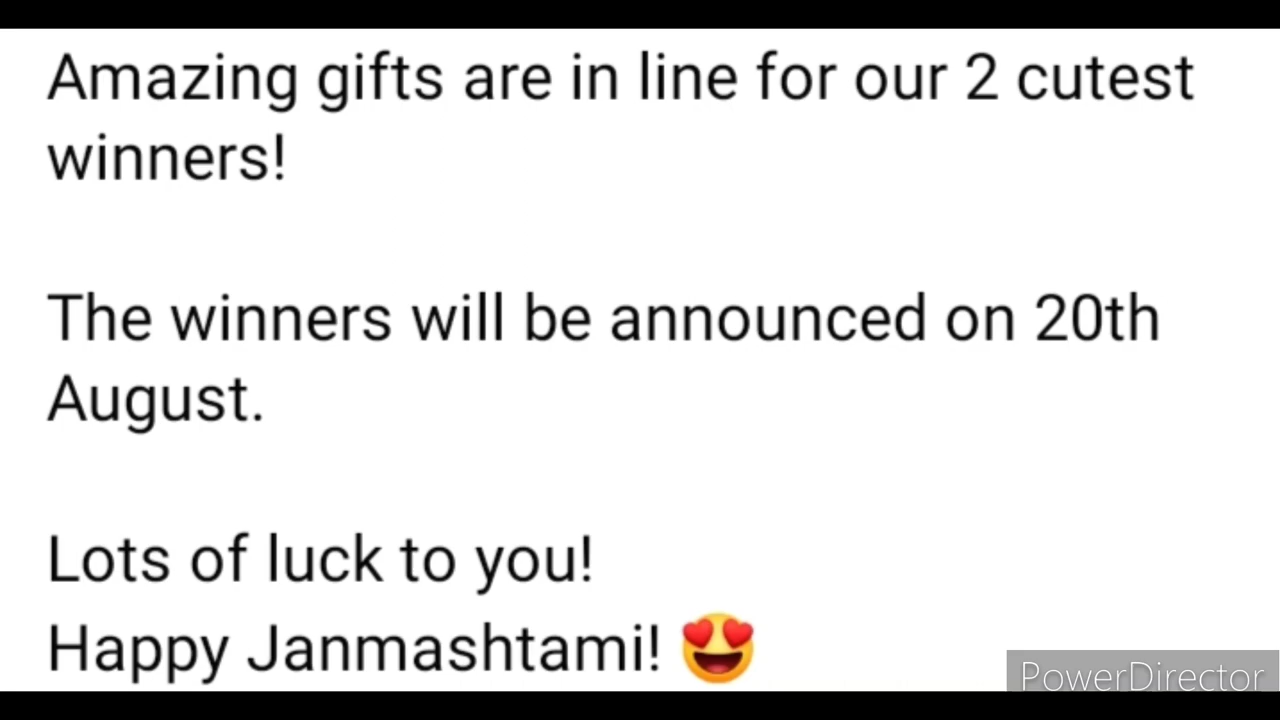 Amazing gifts are in line for our 2 cutest
winners!
The winners will be announced on 20th
August.
Lots of luck to you!
Happy Janmashtami! 😍
PowerDirector